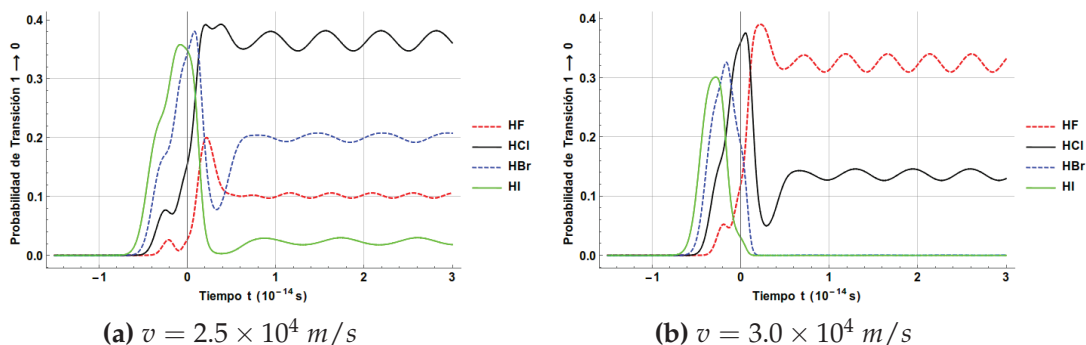 Probabilidad de Transición 1 → 0
0.4
0.3
0.2
0.1
0.0
-1
0
1
2
3
Tiempo t (10⁻¹⁴ s)
HF
HCl
HBr
HI
(a) v = 2.5 × 10⁴ m/s
Probabilidad de Transición 1 → 0
0.4
0.3
0.2
0.1
0.0
-1
0
1
2
3
Tiempo t (10⁻¹⁴ s)
HF
HCl
HBr
HI
(b) v = 3.0 × 10⁴ m/s